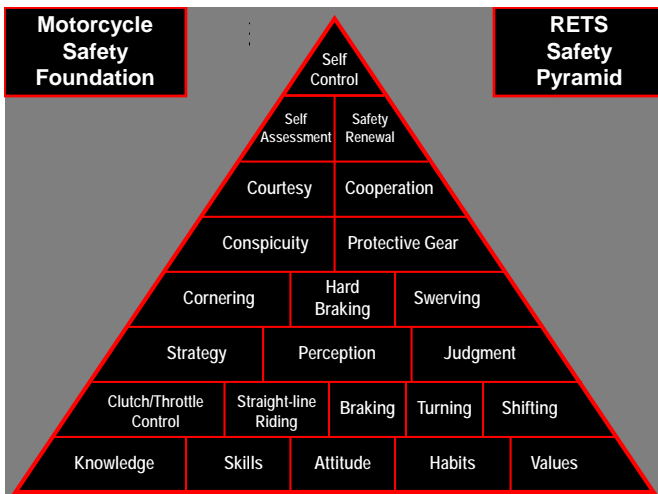 Motorcycle
Safety
Foundation
RETS
Safety
Pyramid
Self
Control
Self
Assessment
Safety
Renewal
Courtesy
Cooperation
Conspicuity
Protective Gear
Cornering
Hard
Braking
Swerving
Strategy
Perception
Judgment
Clutch/Throttle
Control
Straight-line
Riding
Braking
Turning
Shifting
Knowledge
Skills
Attitude
Habits
Values